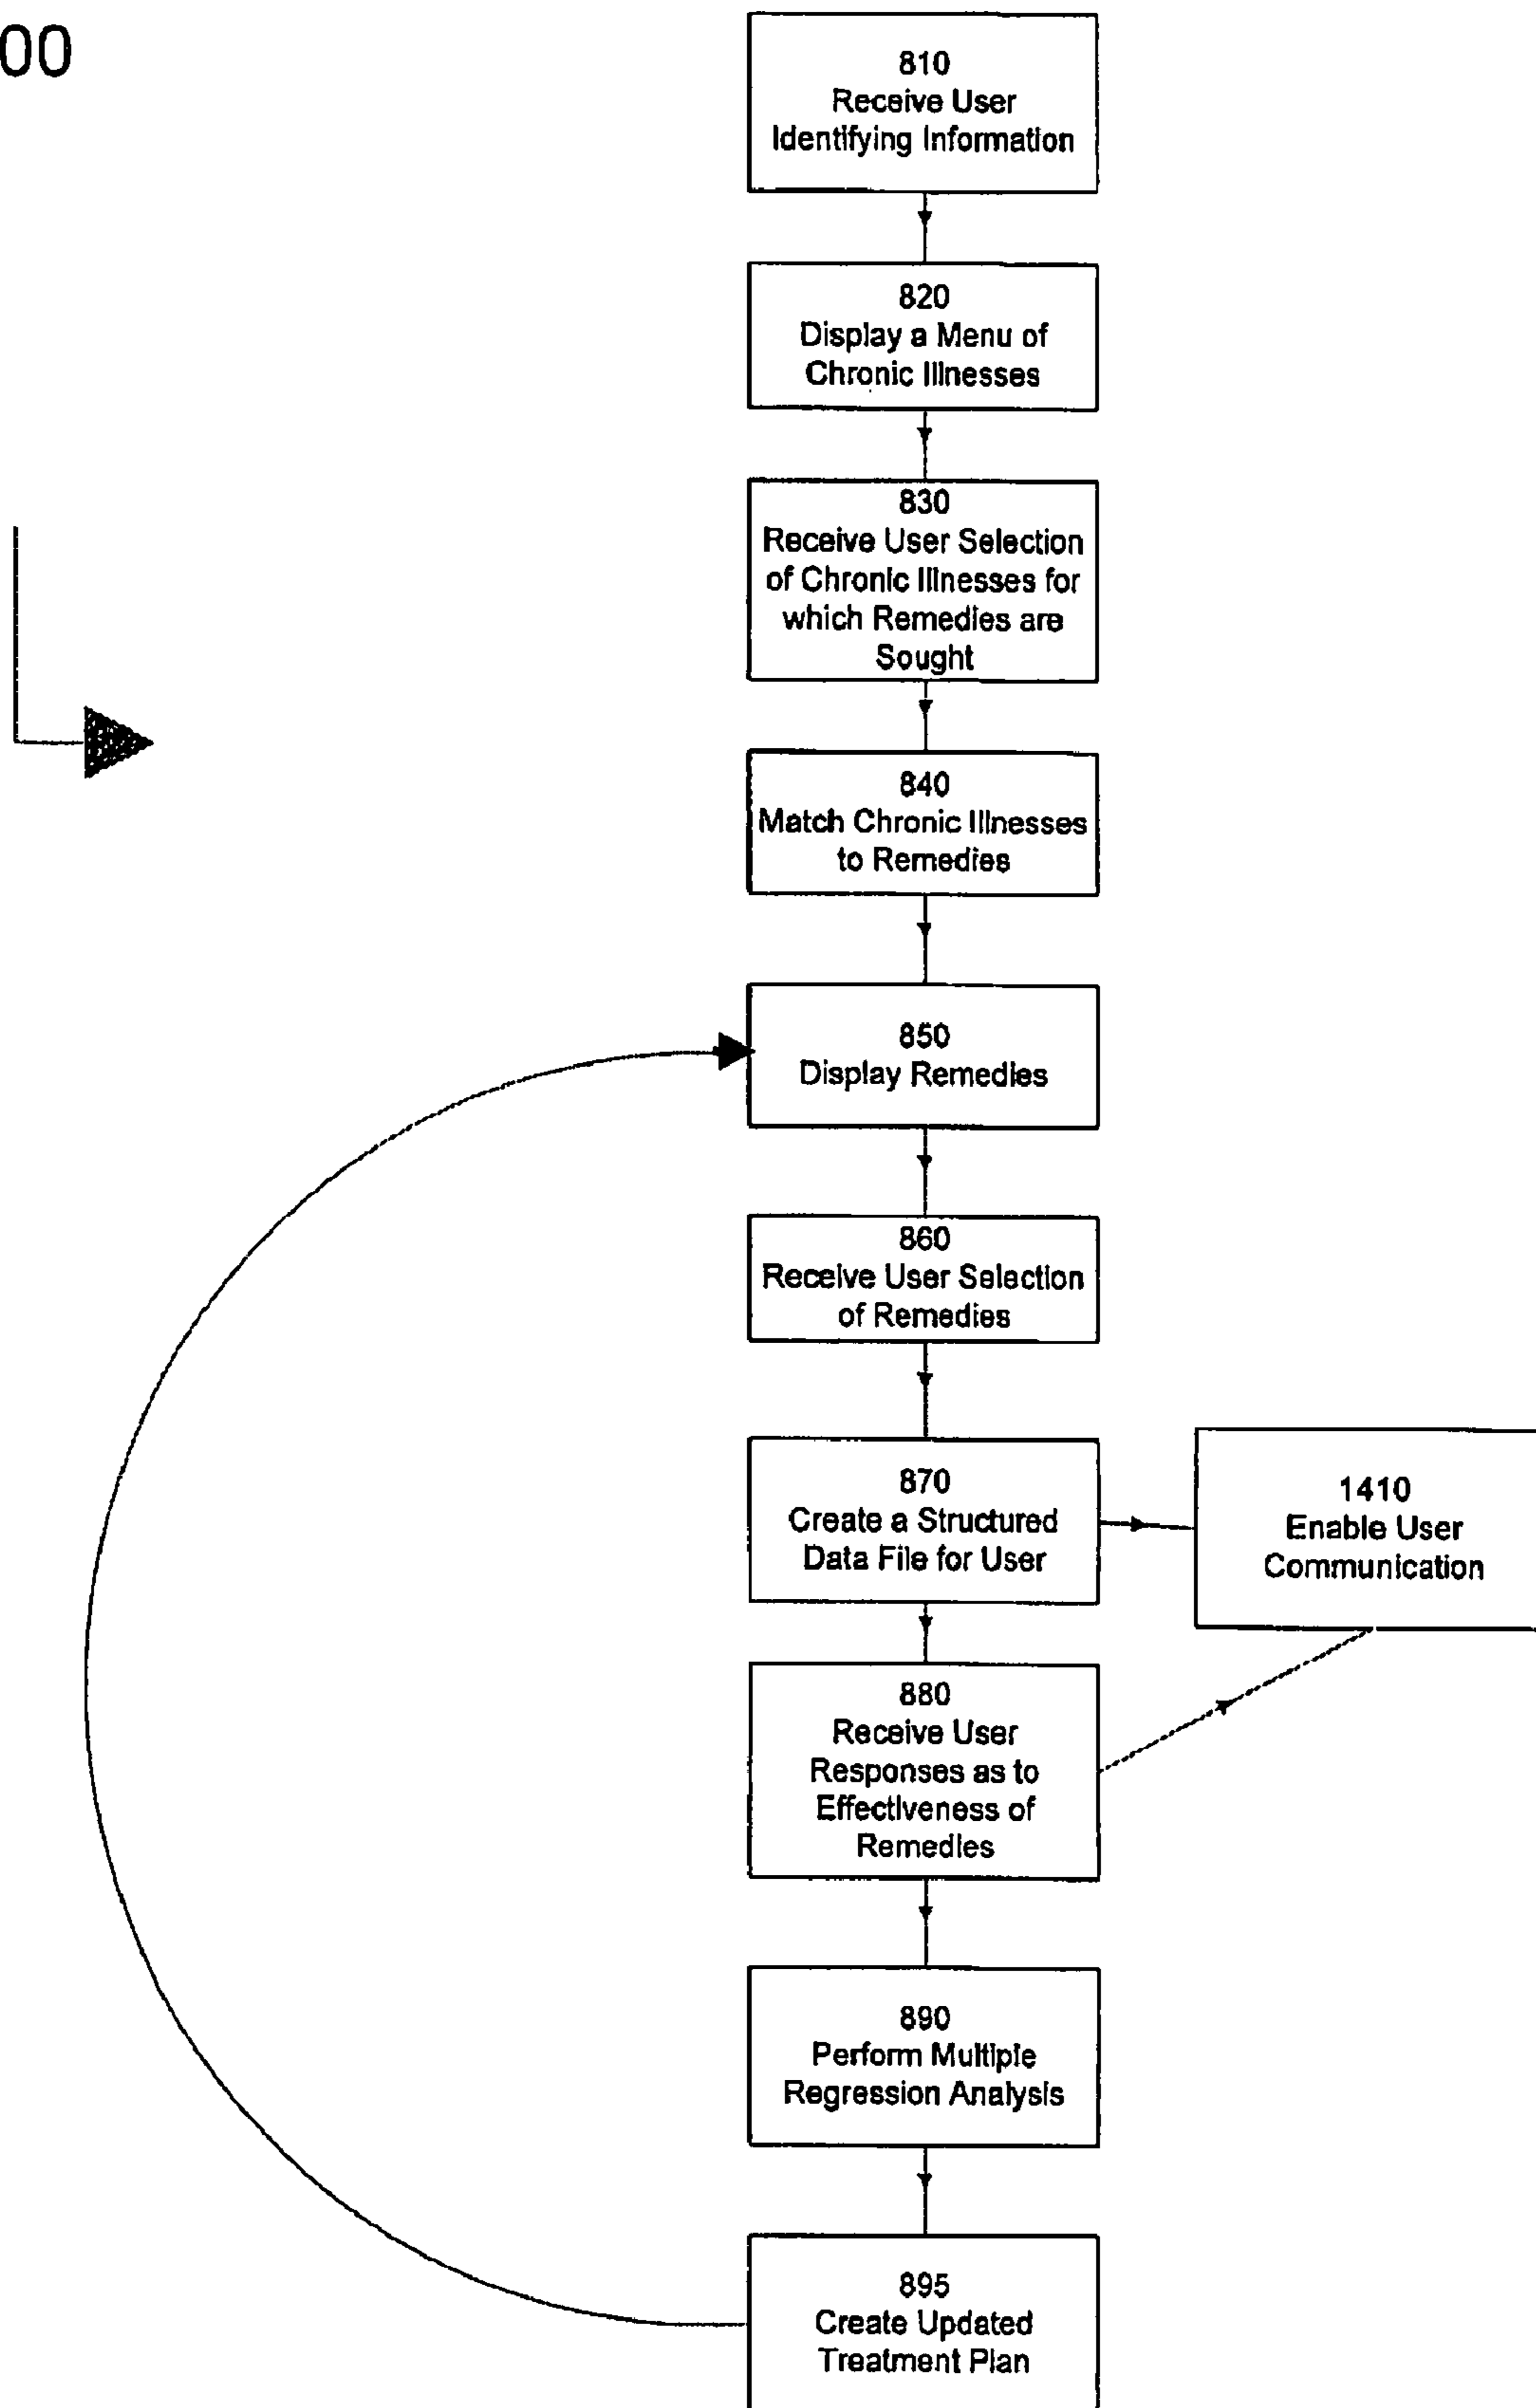 00
810
Receive User
Identifying Information
820
Display a Menu of
Chronic Illnesses
830
Receive User Selection
of Chronic Illnesses for
which Remedies are
Sought
840
Match Chronic Illnesses
to Remedies
850
Display Remedies
860
Receive User Selection
of Remedies
870
Create a Structured
Data File for User
1410
Enable User
Communication
880
Receive User
Responses as to
Effectiveness of
Remedies
890
Perform Multiple
Regression Analysis
895
Create Updated
Treatment Plan